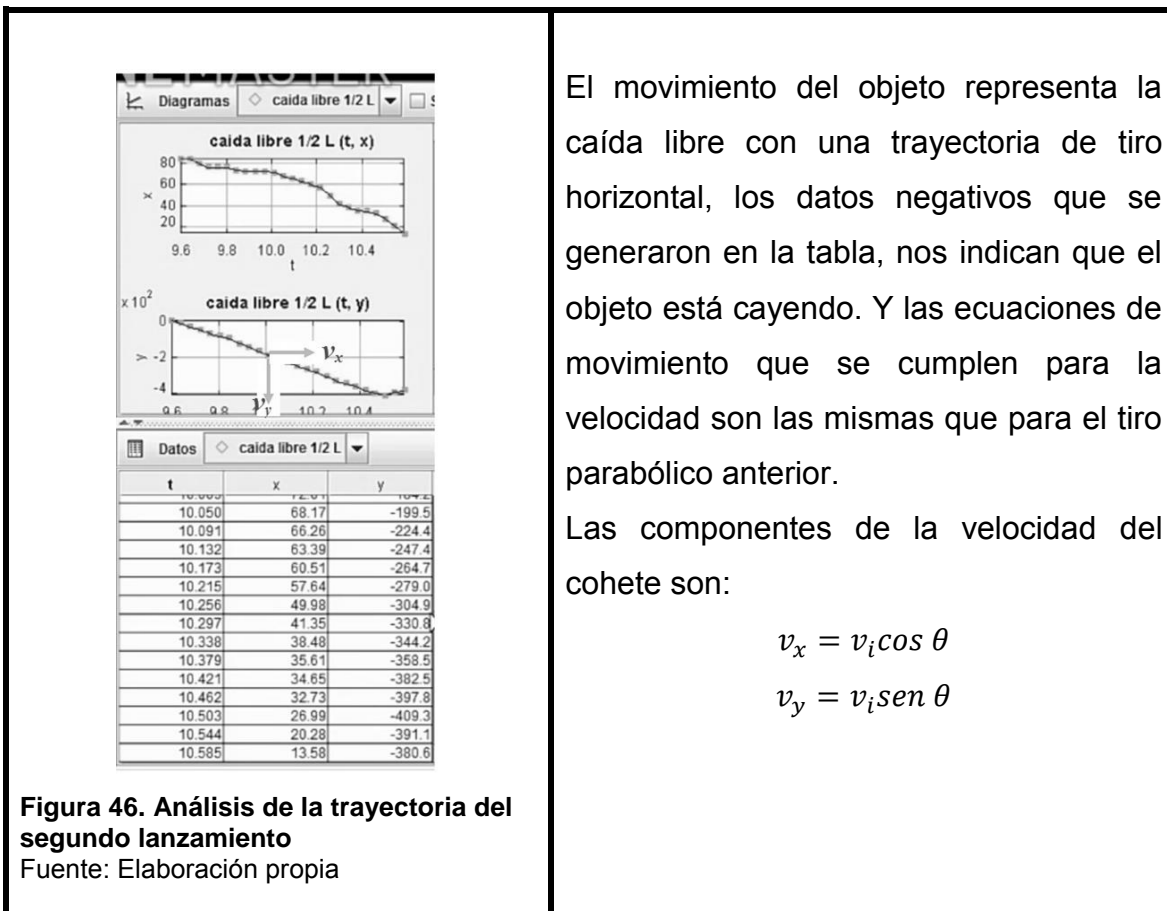 Diagramas caida libre 1/2 L
caida libre 1/2 L (t, x)
80
60
40
20
x
9.6 9.8 10.0 10.2 10.4
t
x 10²
caida libre 1/2 L (t, y)
0
-2
-4
y
vₓ
v_y
9.6 9.8 10.2 10.4
Datos caida libre 1/2 L
t x y
10.050 68.17 -199.5
10.091 66.26 -224.4
10.132 63.39 -247.4
10.173 60.51 -264.7
10.215 57.64 -279.0
10.256 49.98 -304.9
10.297 41.35 -330.8
10.338 38.48 -344.2
10.379 35.61 -358.5
10.421 34.65 -382.5
10.462 32.73 -397.8
10.503 26.99 -409.3
10.544 20.28 -391.1
10.585 13.58 -380.6
Figura 46. Análisis de la trayectoria del
segundo lanzamiento
Fuente: Elaboración propia
El movimiento del objeto representa la
caída libre con una trayectoria de tiro
horizontal, los datos negativos que se
generaron en la tabla, nos indican que el
objeto está cayendo. Y las ecuaciones de
movimiento que se cumplen para la
velocidad son las mismas que para el tiro
parabólico anterior.
Las componentes de la velocidad del
cohete son:
vₓ = vᵢcos θ
v_y = vᵢsen θ